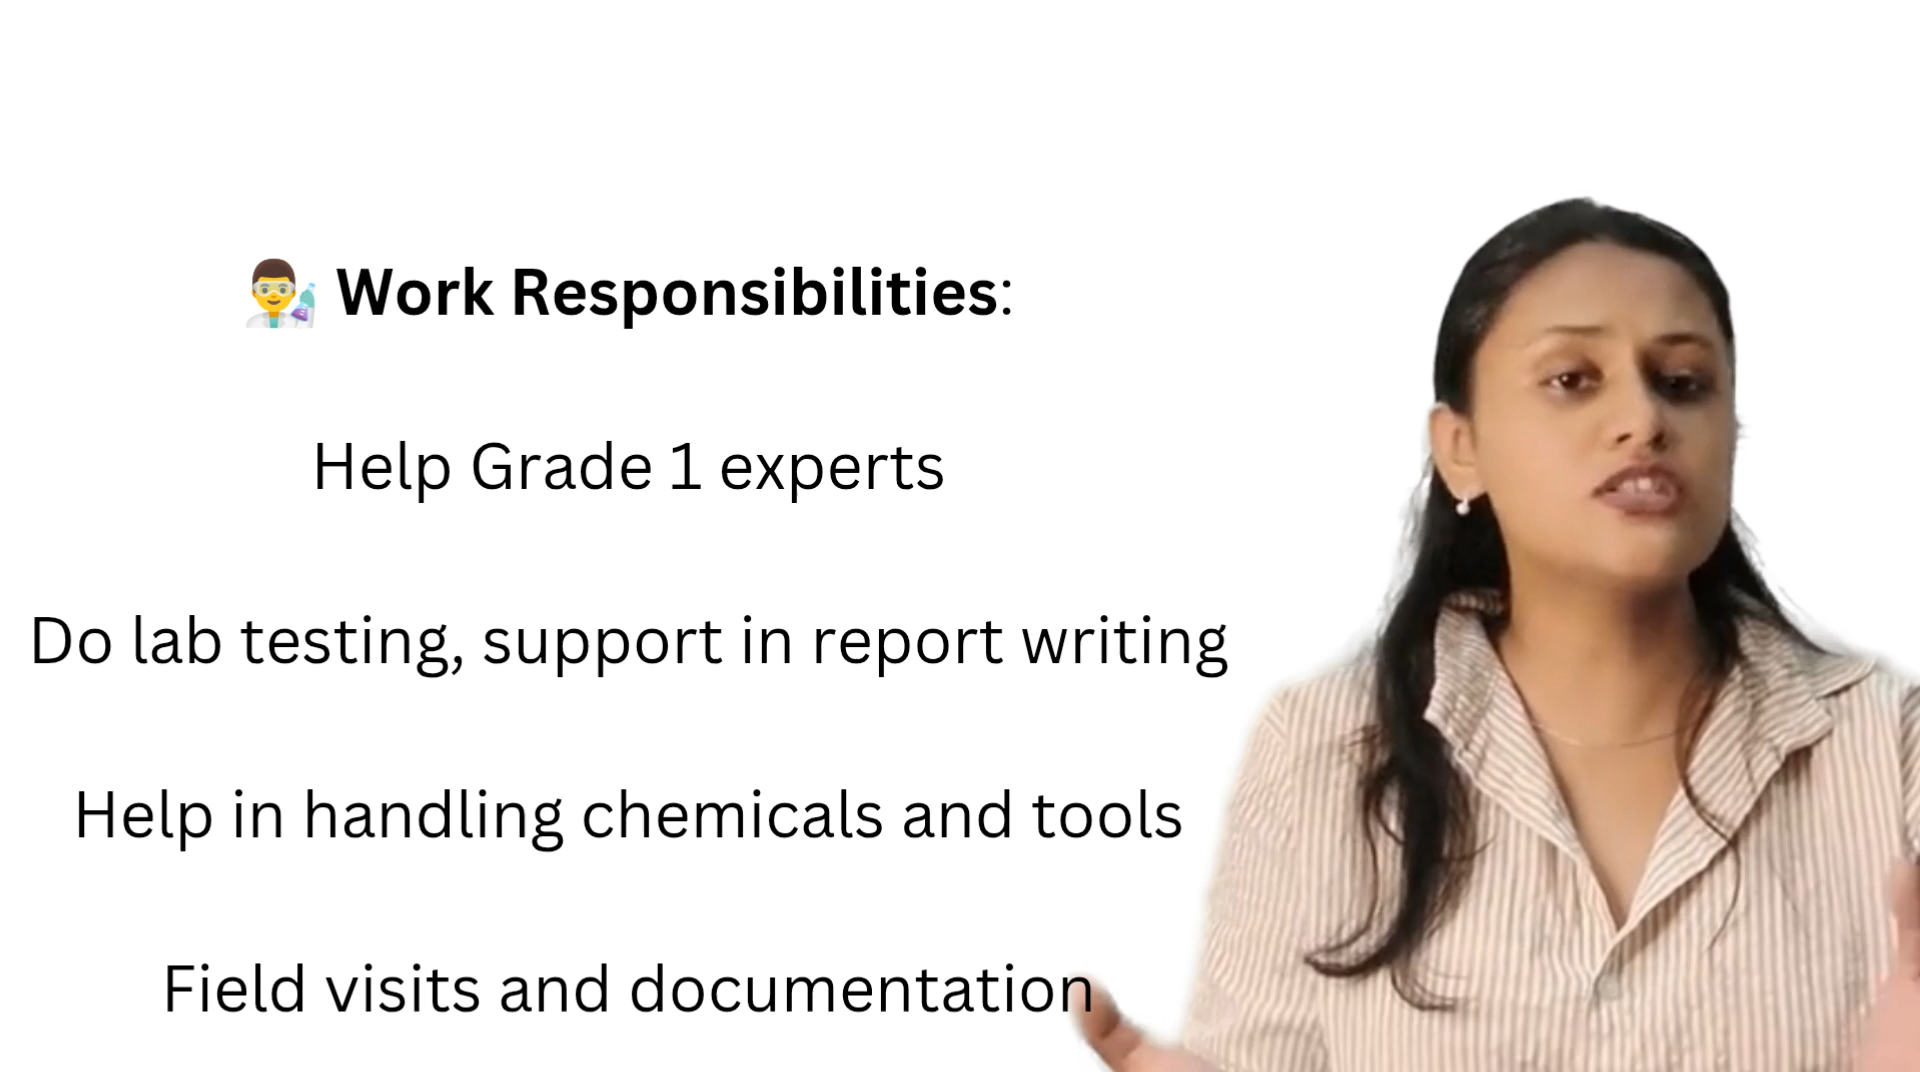 👨‍🔬 Work Responsibilities:
Help Grade 1 experts
Do lab testing, support in report writing
Help in handling chemicals and tools
Field visits and documentation